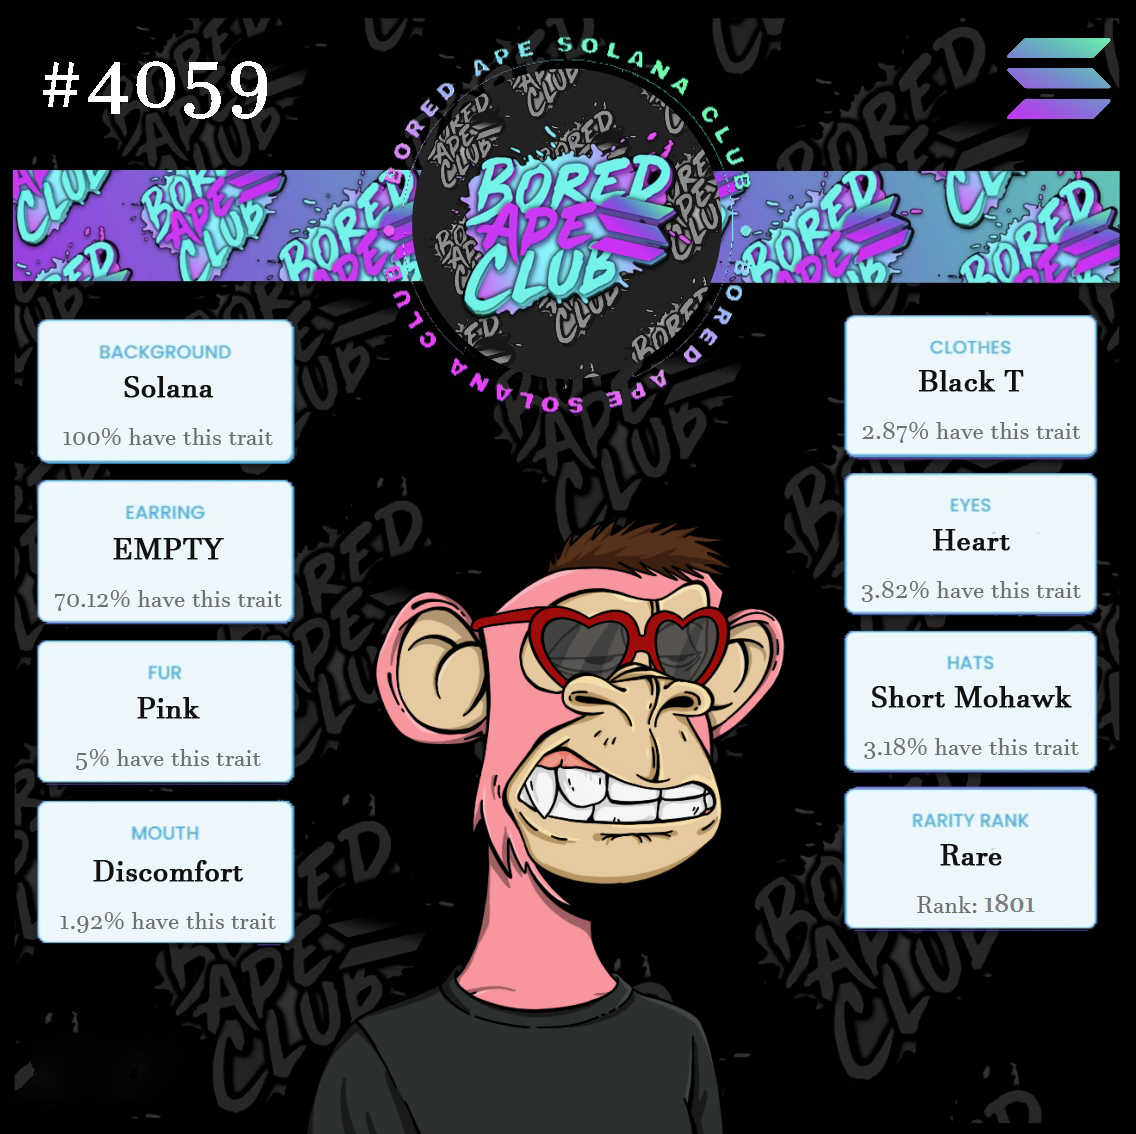 #4059
BORED APE SOLANA CLUB
BORED APE SOLANA CLUB
BORED
APE
CLUB
BACKGROUND
Solana
100% have this trait
EARRING
EMPTY
70.12% have this trait
FUR
Pink
5% have this trait
MOUTH
Discomfort
1.92% have this trait
CLOTHES
Black T
2.87% have this trait
EYES
Heart
3.82% have this trait
HATS
Short Mohawk
3.18% have this trait
RARITY RANK
Rare
Rank: 1801